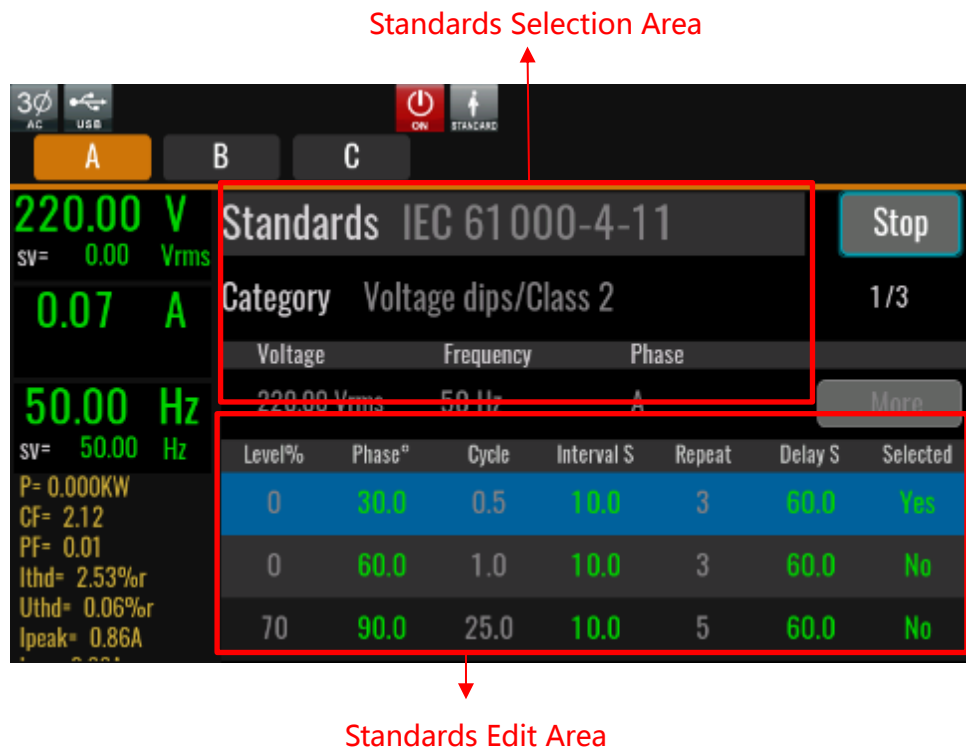 Standards Selection Area
3Ø
AC
USB
ON
STANDARD
A B C
220.00 V
sv= 0.00 Vrms
0.07 A
50.00 Hz
sv= 50.00 Hz
P= 0.000KW
CF= 2.12
PF= 0.01
Ithd= 2.53%r
Uthd= 0.06%r
Ipeak= 0.86A
Standards IEC 61000-4-11
Stop
Category Voltage dips/Class 2
1/3
Voltage Frequency Phase
220.00 Vrms 50 Hz A
More
Level% Phase° Cycle Interval S Repeat Delay S Selected
0 30.0 0.5 10.0 3 60.0 Yes
0 60.0 1.0 10.0 3 60.0 No
70 90.0 25.0 10.0 5 60.0 No
Standards Edit Area